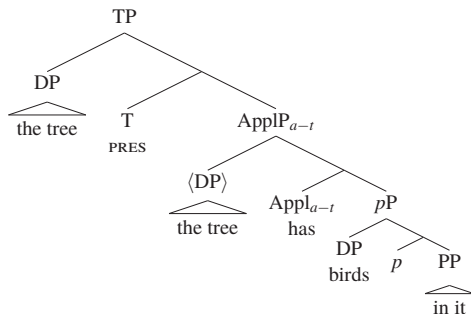 TP
DP
the tree
T
PRES
ApplP_{a−t}
⟨DP⟩
the tree
Appl_{a−t}
has
pP
DP
birds
p
PP
in it